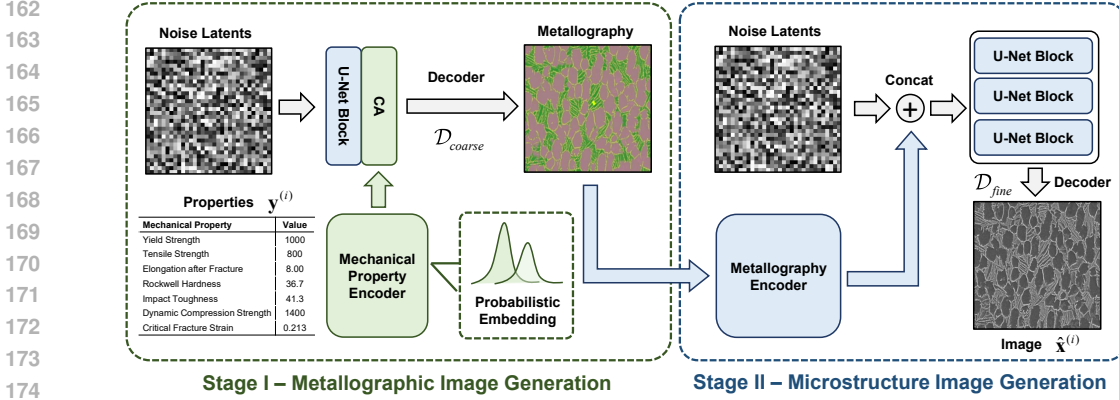 162
163
164
165
166
167
168
169
170
171
172
173
174
Noise Latents
U-Net Block
CA
Decoder
𝒟coarse
Metallography
Properties y(i)
Mechanical Property Value
Yield Strength 1000
Tensile Strength 800
Elongation after Fracture 8.00
Rockwell Hardness 36.7
Impact Toughness 41.3
Dynamic Compression Strength 1400
Critical Fracture Strain 0.213
Mechanical
Property
Encoder
Probabilistic
Embedding
Stage I – Metallographic Image Generation
Noise Latents
Concat
+
U-Net Block
U-Net Block
U-Net Block
𝒟fine
Decoder
Metallography
Encoder
Image x̂(i)
Stage II – Microstructure Image Generation